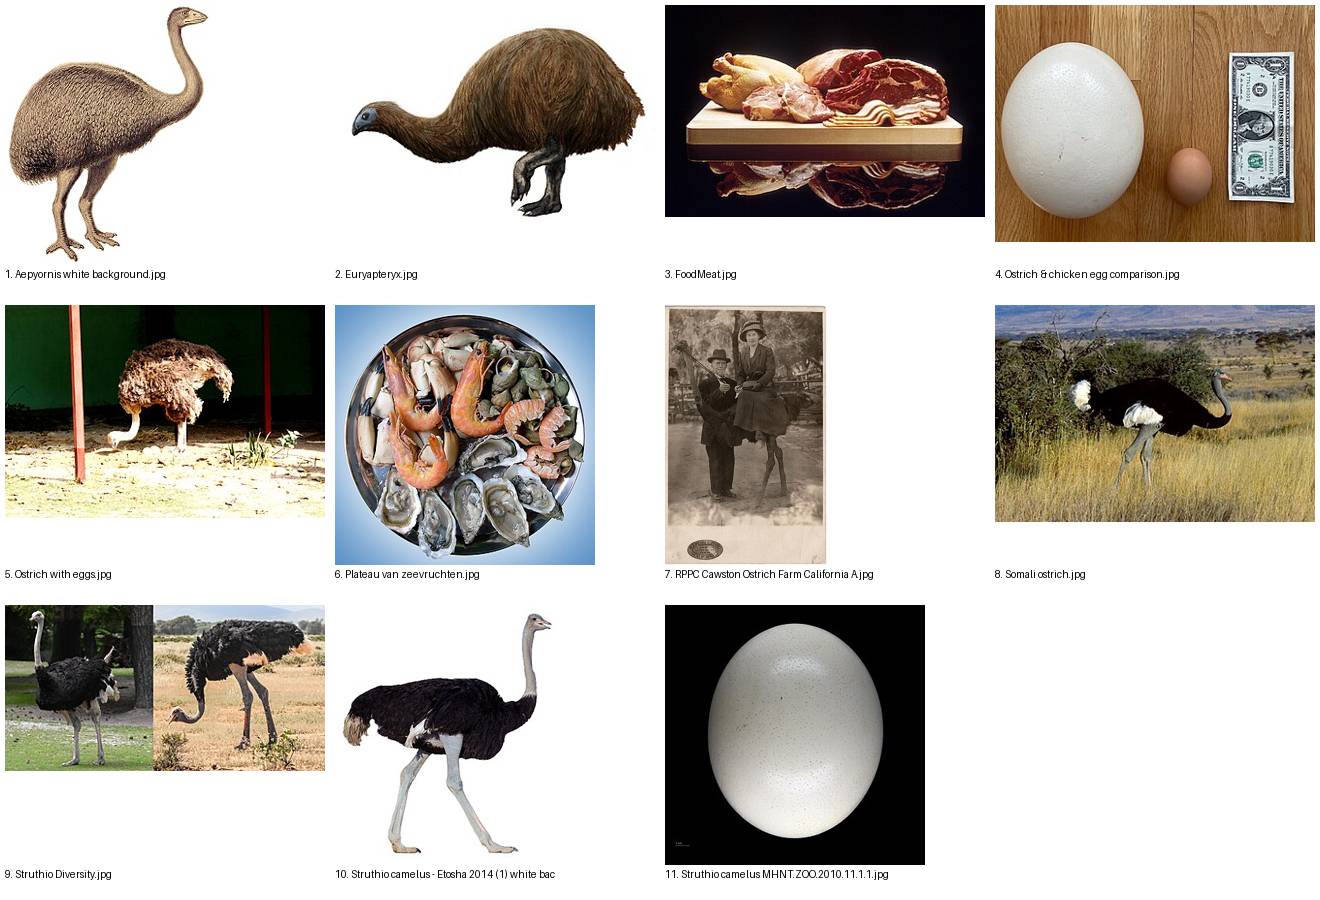 1. Aepyornis white background.jpg
2. Euryapteryx.jpg
3. FoodMeat.jpg
4. Ostrich & chicken egg comparison.jpg
5. Ostrich with eggs.jpg
6. Plateau van zeevruchten.jpg
7. RPPC Cawston Ostrich Farm California A.jpg
8. Somali ostrich.jpg
9. Struthio Diversity.jpg
10. Struthio camelus - Etosha 2014 (1) white bac
11. Struthio camelus MHNT.ZOO.2010.11.1.1.jpg